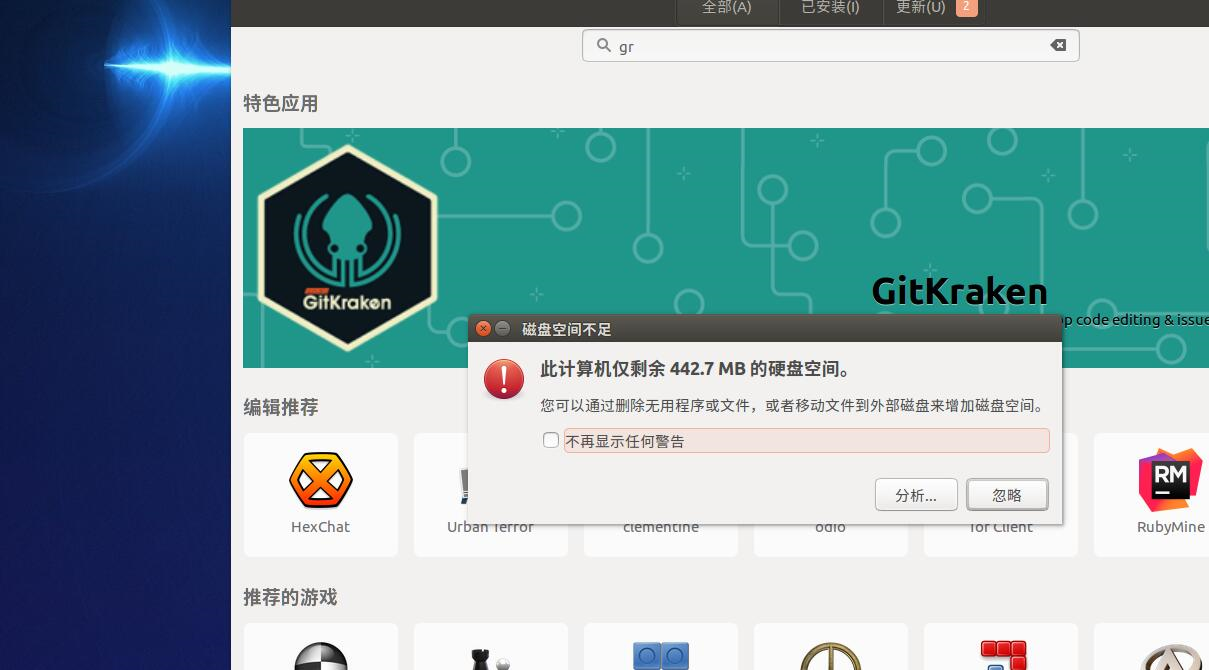 全部(A) 已安装(I) 更新(U) 2
gr
特色应用
GitKraken
GitKraken
p code editing & issue
磁盘空间不足
此计算机仅剩余 442.7 MB 的硬盘空间。
您可以通过删除无用程序或文件，或者移动文件到外部磁盘来增加磁盘空间。
不再显示任何警告
分析... 忽略
编辑推荐
RM
HexChat Urban Terror clementine odio Tor Client RubyMine
推荐的游戏